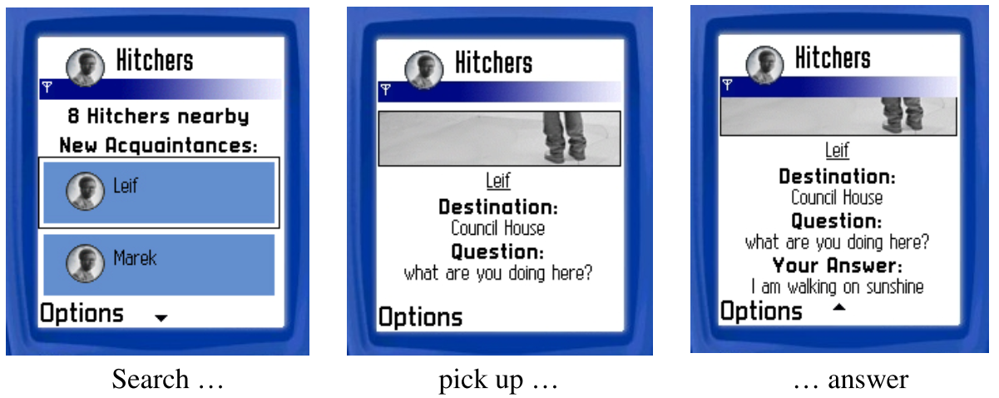 Hitchers
8 Hitchers nearby
New Acquaintances:
Leif
Marek
Options
Search …
Hitchers
Leif
Destination:
Council House
Question:
what are you doing here?
Options
pick up …
Hitchers
Leif
Destination:
Council House
Question:
what are you doing here?
Your Answer:
I am walking on sunshine
Options
… answer